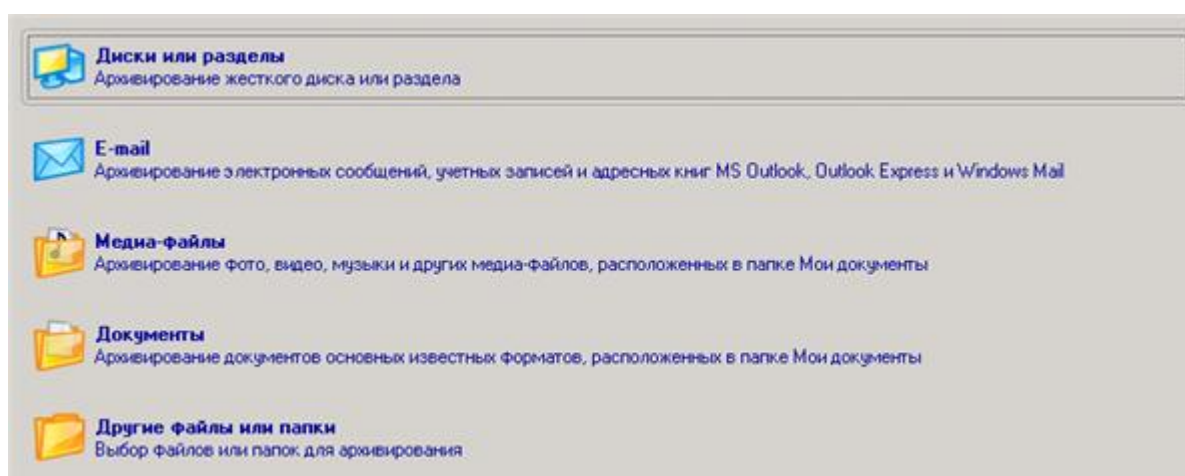 Диски или разделы
Архивирование жесткого диска или раздела
E-mail
Архивирование электронных сообщений, учетных записей и адресных книг MS Outlook, Outlook Express и Windows Mail
Медиа-файлы
Архивирование фото, видео, музыки и других медиа-файлов, расположенных в папке Мои документы
Документы
Архивирование документов основных известных форматов, расположенных в папке Мои документы
Другие файлы или папки
Выбор файлов или папок для архивирования